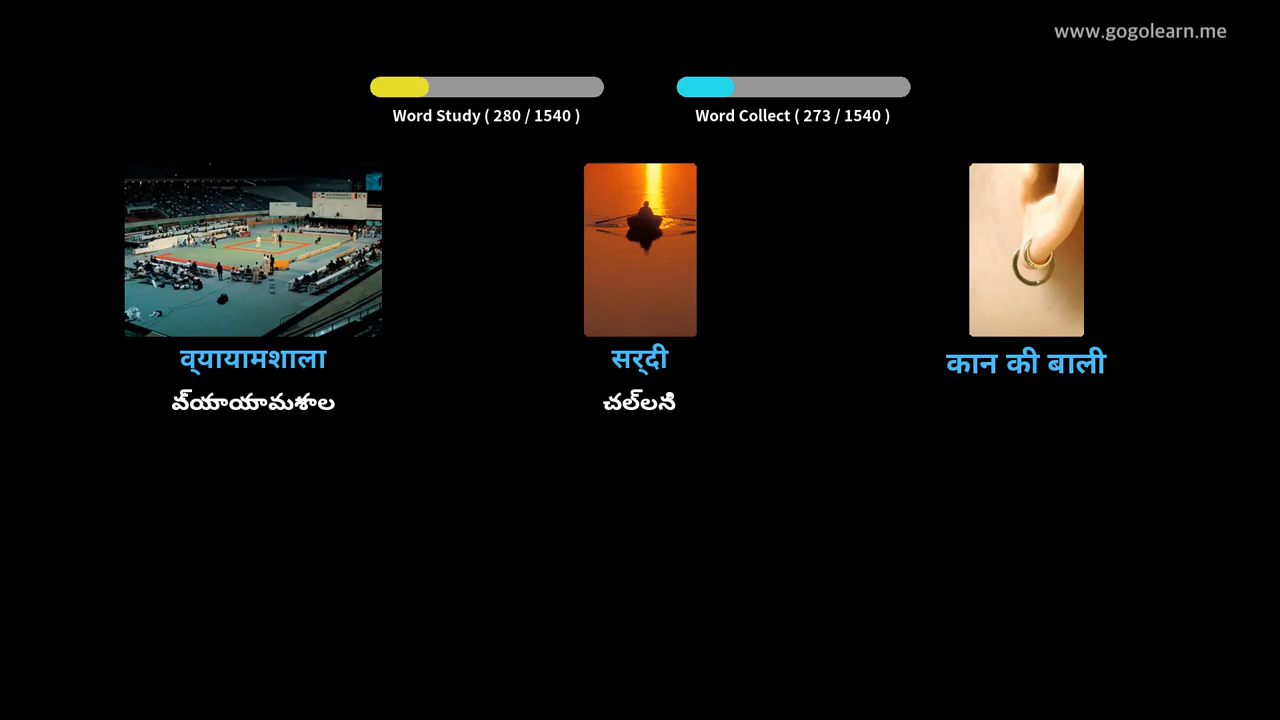 www.gogolearn.me
Word Study ( 280 / 1540 )
Word Collect ( 273 / 1540 )
व्यायामशाला
सर्दी
कान की बाली
వ్యాయామశాల
చల్లని